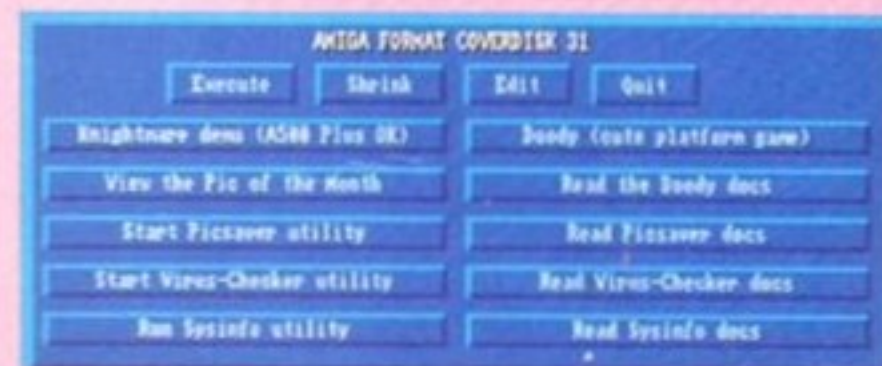 AMIGA FORMAT COVERDISK 31
Execute Shrink Edit Quit
Knightmare demo (A500 Plus OK) Doody (cute platform game)
View the Pic of the Month Read the Doody docs
Start Picsaver utility Read Picsaver docs
Start Virus-Checker utility Read Virus-Checker docs
Run Sysinfo utility Read Sysinfo docs